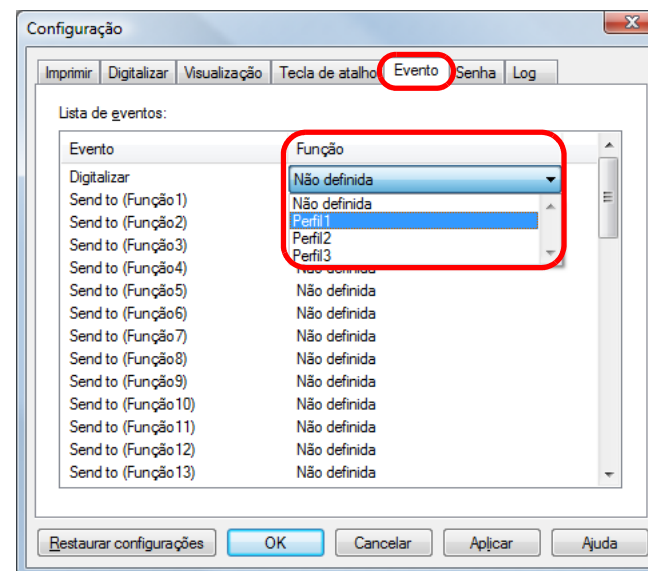 Configuração
Imprimir Digitalizar Visualização Tecla de atalho Evento Senha Log
Lista de eventos:
Evento Função
Digitalizar Não definida
Send to (Função1) Não definida
Send to (Função2) Perfil1
Send to (Função3) Perfil2
Send to (Função4) Perfil3
Não definida
Send to (Função5) Não definida
Send to (Função6) Não definida
Send to (Função7) Não definida
Send to (Função8) Não definida
Send to (Função9) Não definida
Send to (Função10) Não definida
Send to (Função11) Não definida
Send to (Função12) Não definida
Send to (Função13) Não definida
Restaurar configurações OK Cancelar Aplicar Ajuda